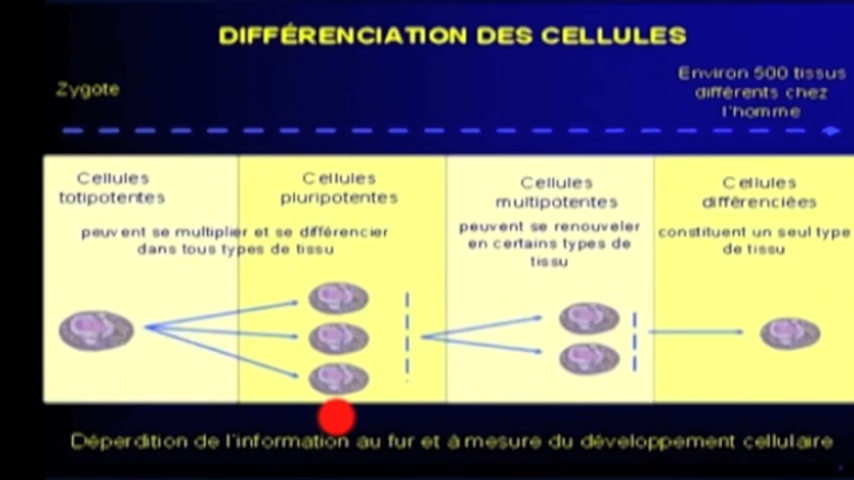 DIFFÉRENCIATION DES CELLULES
Zygote
Environ 500 tissus
différents chez
l'homme
Cellules
totipotentes
Cellules
pluripotentes
peuvent se multiplier et se différencier
dans tous types de tissu
Cellules
multipotentes
peuvent se renouveler
en certains types de
tissu
Cellules
différenciées
constituent un seul type
de tissu
Déperdition de l'information au fur et à mesure du développement cellulaire